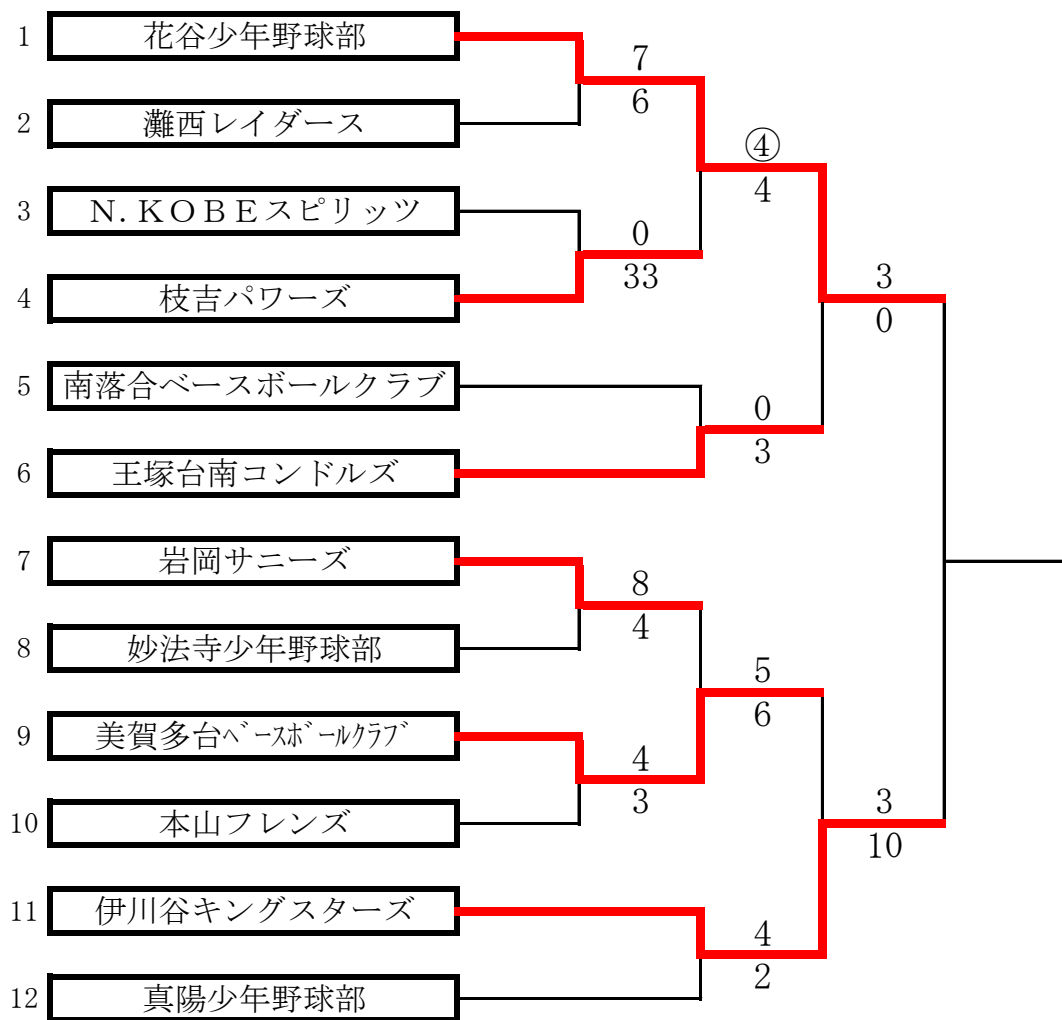 1 花谷少年野球部
7
6
2 灘西レイダース
④
4
3 Ｎ.ＫＯＢＥスピリッツ
0
33
4 枝吉パワーズ
3
0
5 南落合ベースボールクラブ
0
3
6 王塚台南コンドルズ
7 岩岡サニーズ
8
4
8 妙法寺少年野球部
5
6
9 美賀多台ﾍﾞｰｽﾎﾞｰﾙｸﾗﾌﾞ
4
3
10 本山フレンズ
3
10
11 伊川谷キングスターズ
4
2
12 真陽少年野球部